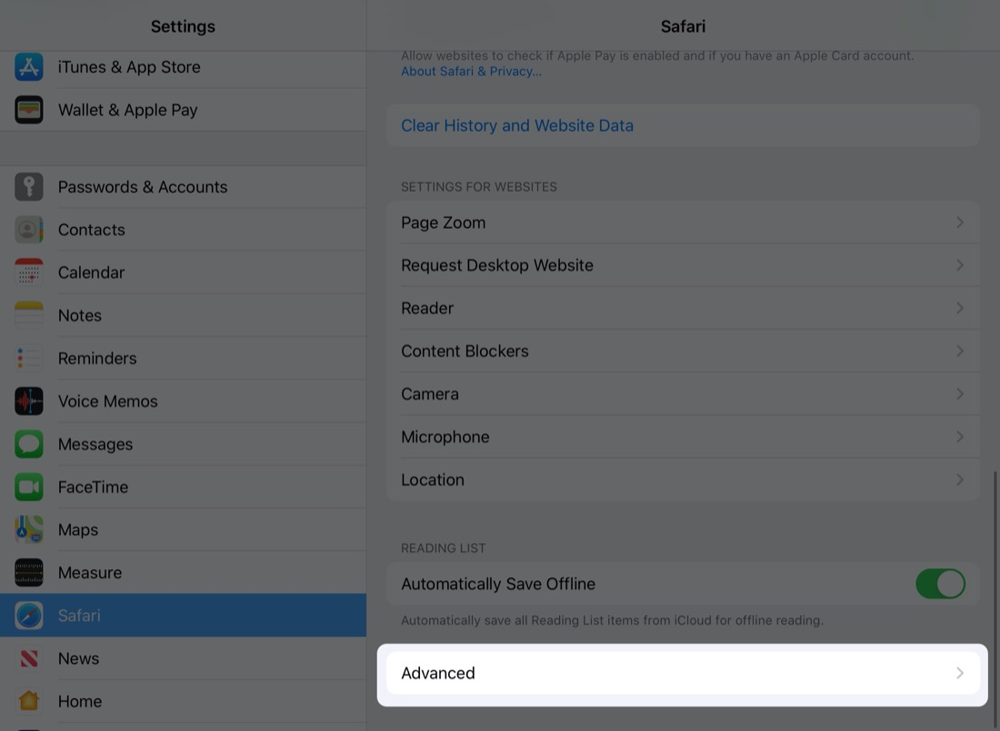 Settings
iTunes & App Store
Wallet & Apple Pay
Passwords & Accounts
Contacts
Calendar
Notes
Reminders
Voice Memos
Messages
FaceTime
Maps
Measure
Safari
News
Home
Safari
Allow websites to check if Apple Pay is enabled and if you have an Apple Card account.
About Safari & Privacy...
Clear History and Website Data
SETTINGS FOR WEBSITES
Page Zoom
Request Desktop Website
Reader
Content Blockers
Camera
Microphone
Location
READING LIST
Automatically Save Offline
Automatically save all Reading List items from iCloud for offline reading.
Advanced